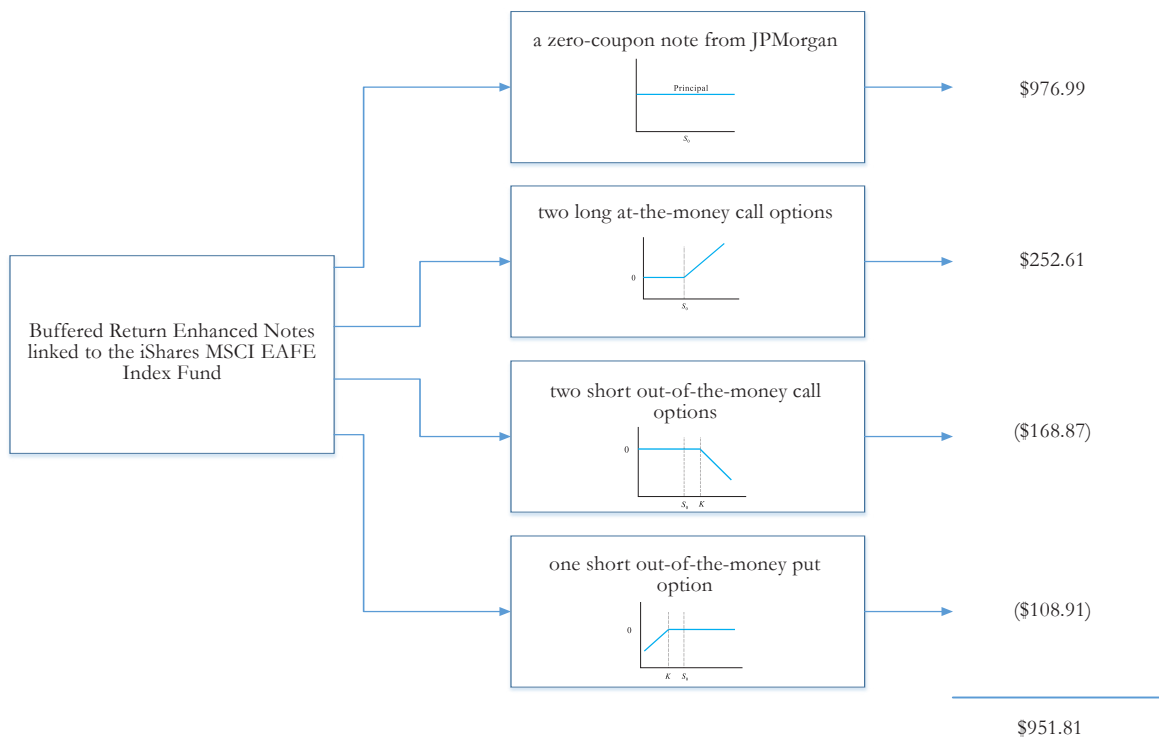 a zero-coupon note from JPMorgan
Principal
S₀
$976.99
two long at-the-money call options
0
S₀
$252.61
Buffered Return Enhanced Notes
linked to the iShares MSCI EAFE
Index Fund
two short out-of-the-money call
options
0
S₀ K
($168.87)
one short out-of-the-money put
option
0
K S₀
($108.91)
$951.81